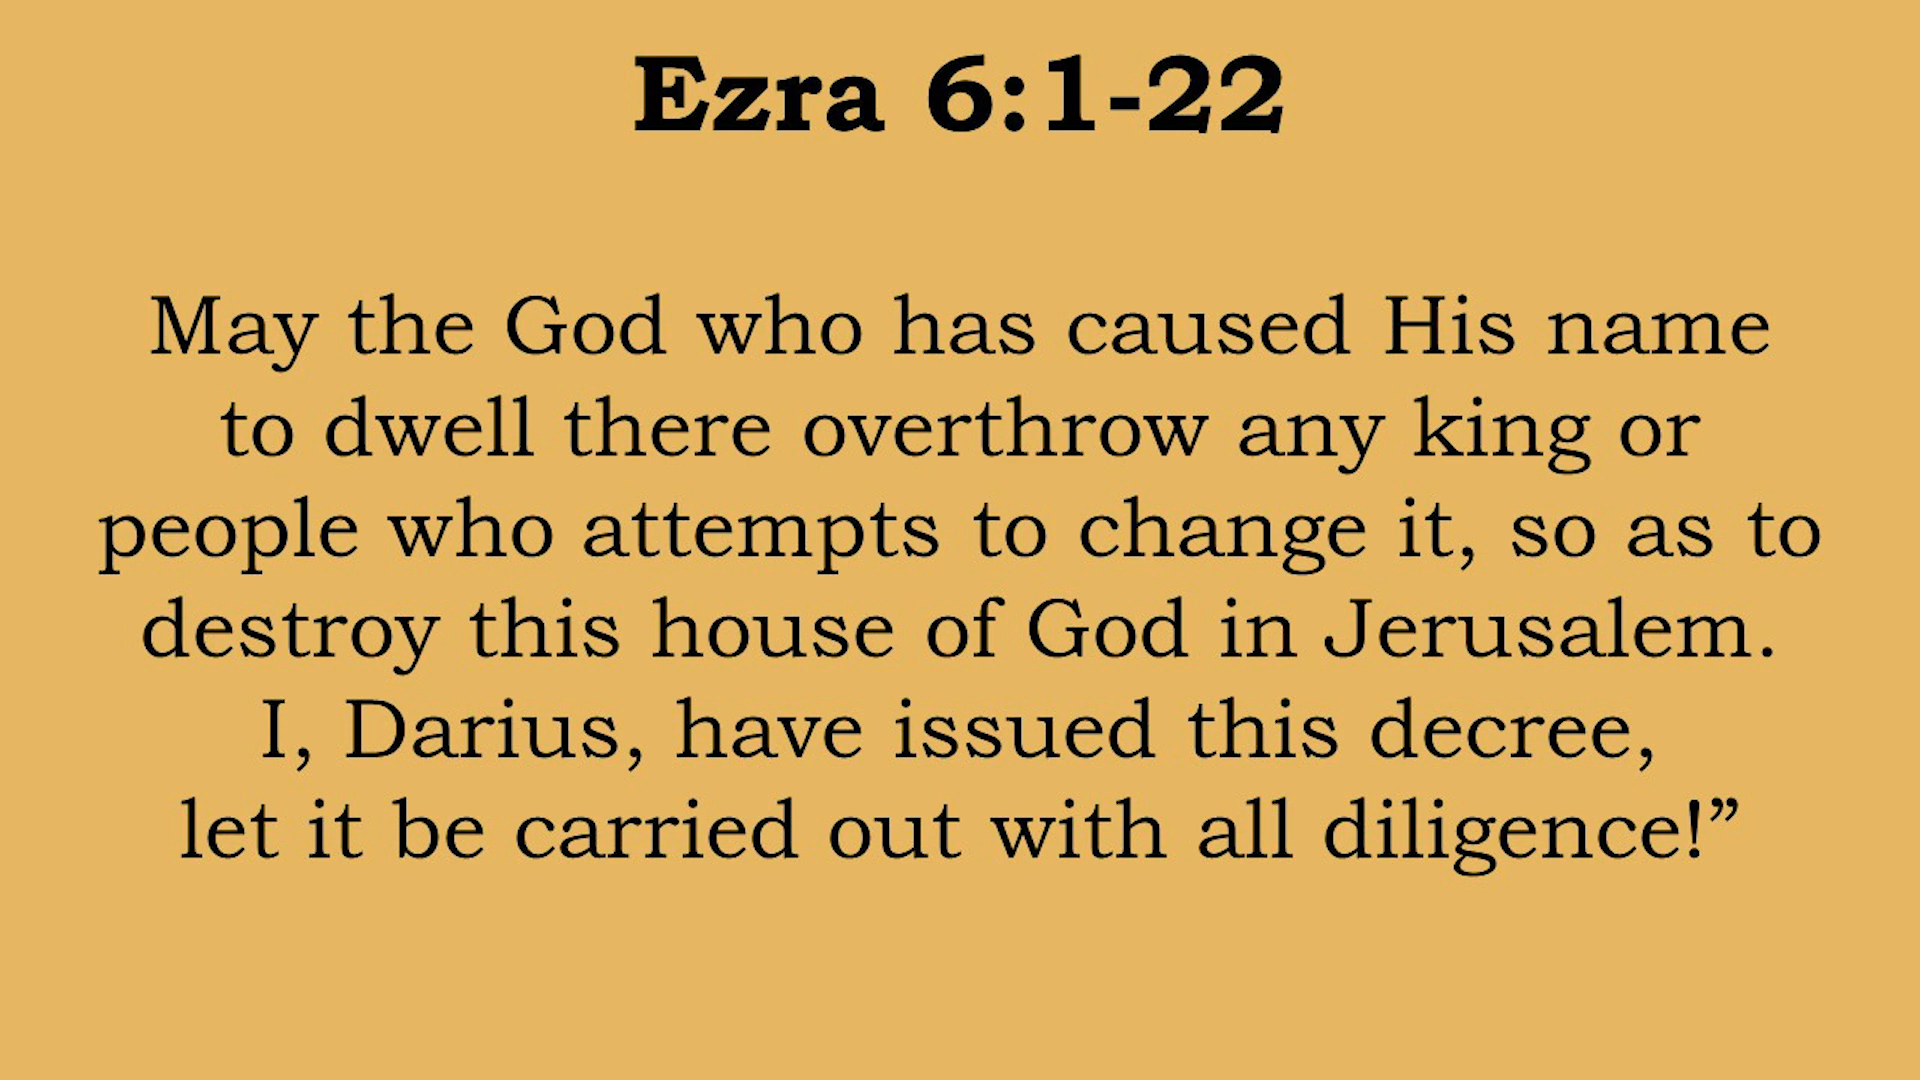 Ezra 6:1-22
May the God who has caused His name
to dwell there overthrow any king or
people who attempts to change it, so as to
destroy this house of God in Jerusalem.
I, Darius, have issued this decree,
let it be carried out with all diligence!”